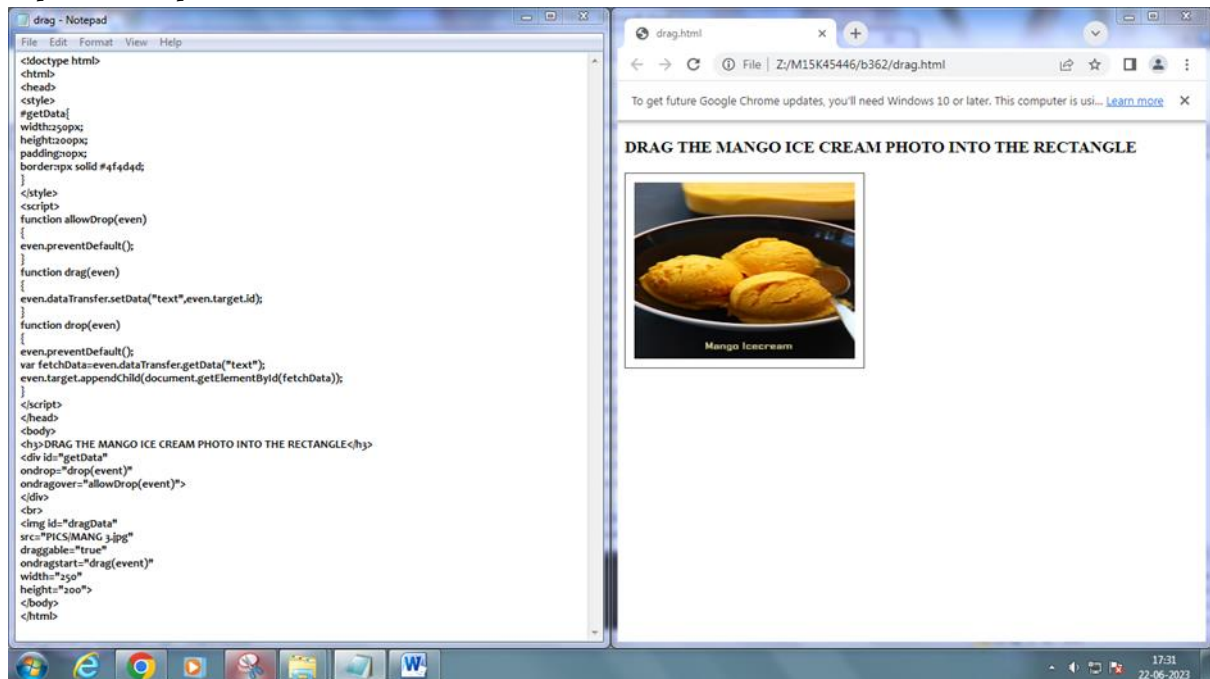 drag - Notepad
File Edit Format View Help
<!doctype html>
<html>
<head>
<style>
#getData{
width:250px;
height:200px;
padding:10px;
border:1px solid #4f4d4d;
}
</style>
<script>
function allowDrop(even)
{
even.preventDefault();
}
function drag(even)
{
even.dataTransfer.setData("text",even.target.id);
}
function drop(even)
{
even.preventDefault();
var fetchData=even.dataTransfer.getData("text");
even.target.appendChild(document.getElementById(fetchData));
}
</script>
</head>
<body>
<h3>DRAG THE MANGO ICE CREAM PHOTO INTO THE RECTANGLE</h3>
<div id="getData"
ondrop="drop(event)"
ondragover="allowDrop(event)">
</div>
<br>
<img id="dragData"
src="PICS/MANG 3.jpg"
draggable="true"
ondragstart="drag(event)"
width="250"
height="200">
</body>
</html>
drag.html
File | Z:/M15K45446/b362/drag.html
To get future Google Chrome updates, you'll need Windows 10 or later. This computer is usi... Learn more
DRAG THE MANGO ICE CREAM PHOTO INTO THE RECTANGLE
Mango Icecream
17:31
22-06-2023